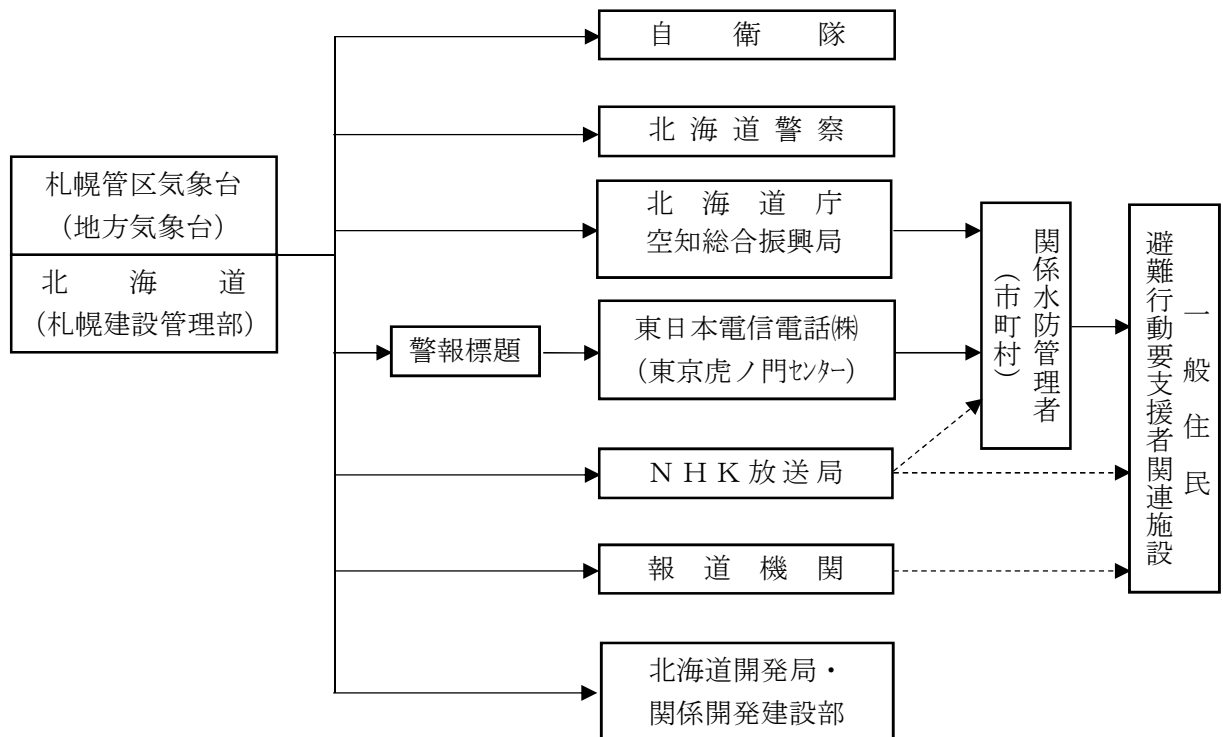 自衛隊
北海道警察
札幌管区気象台
(地方気象台)
北海道
(札幌建設管理部)
北海道庁
空知総合振興局
警報標題
東日本電信電話㈱
(東京虎ノ門ｾﾝﾀｰ)
NHK放送局
報道機関
北海道開発局・
関係開発建設部
関係水防管理者
(市町村)
一般住民
避難行動要支援者関連施設